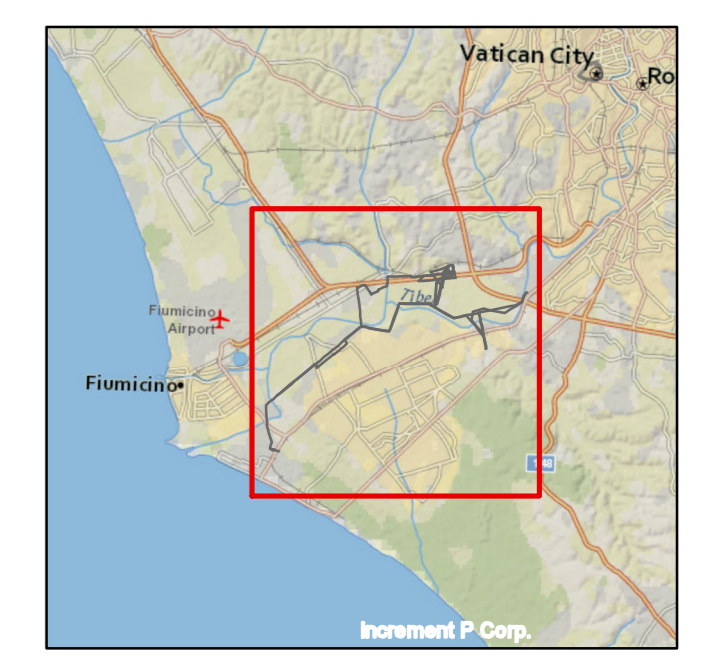 Vatican City
Ro
Tibe
Fiumicino
Airport
Fiumicino
148
Increment P Corp.